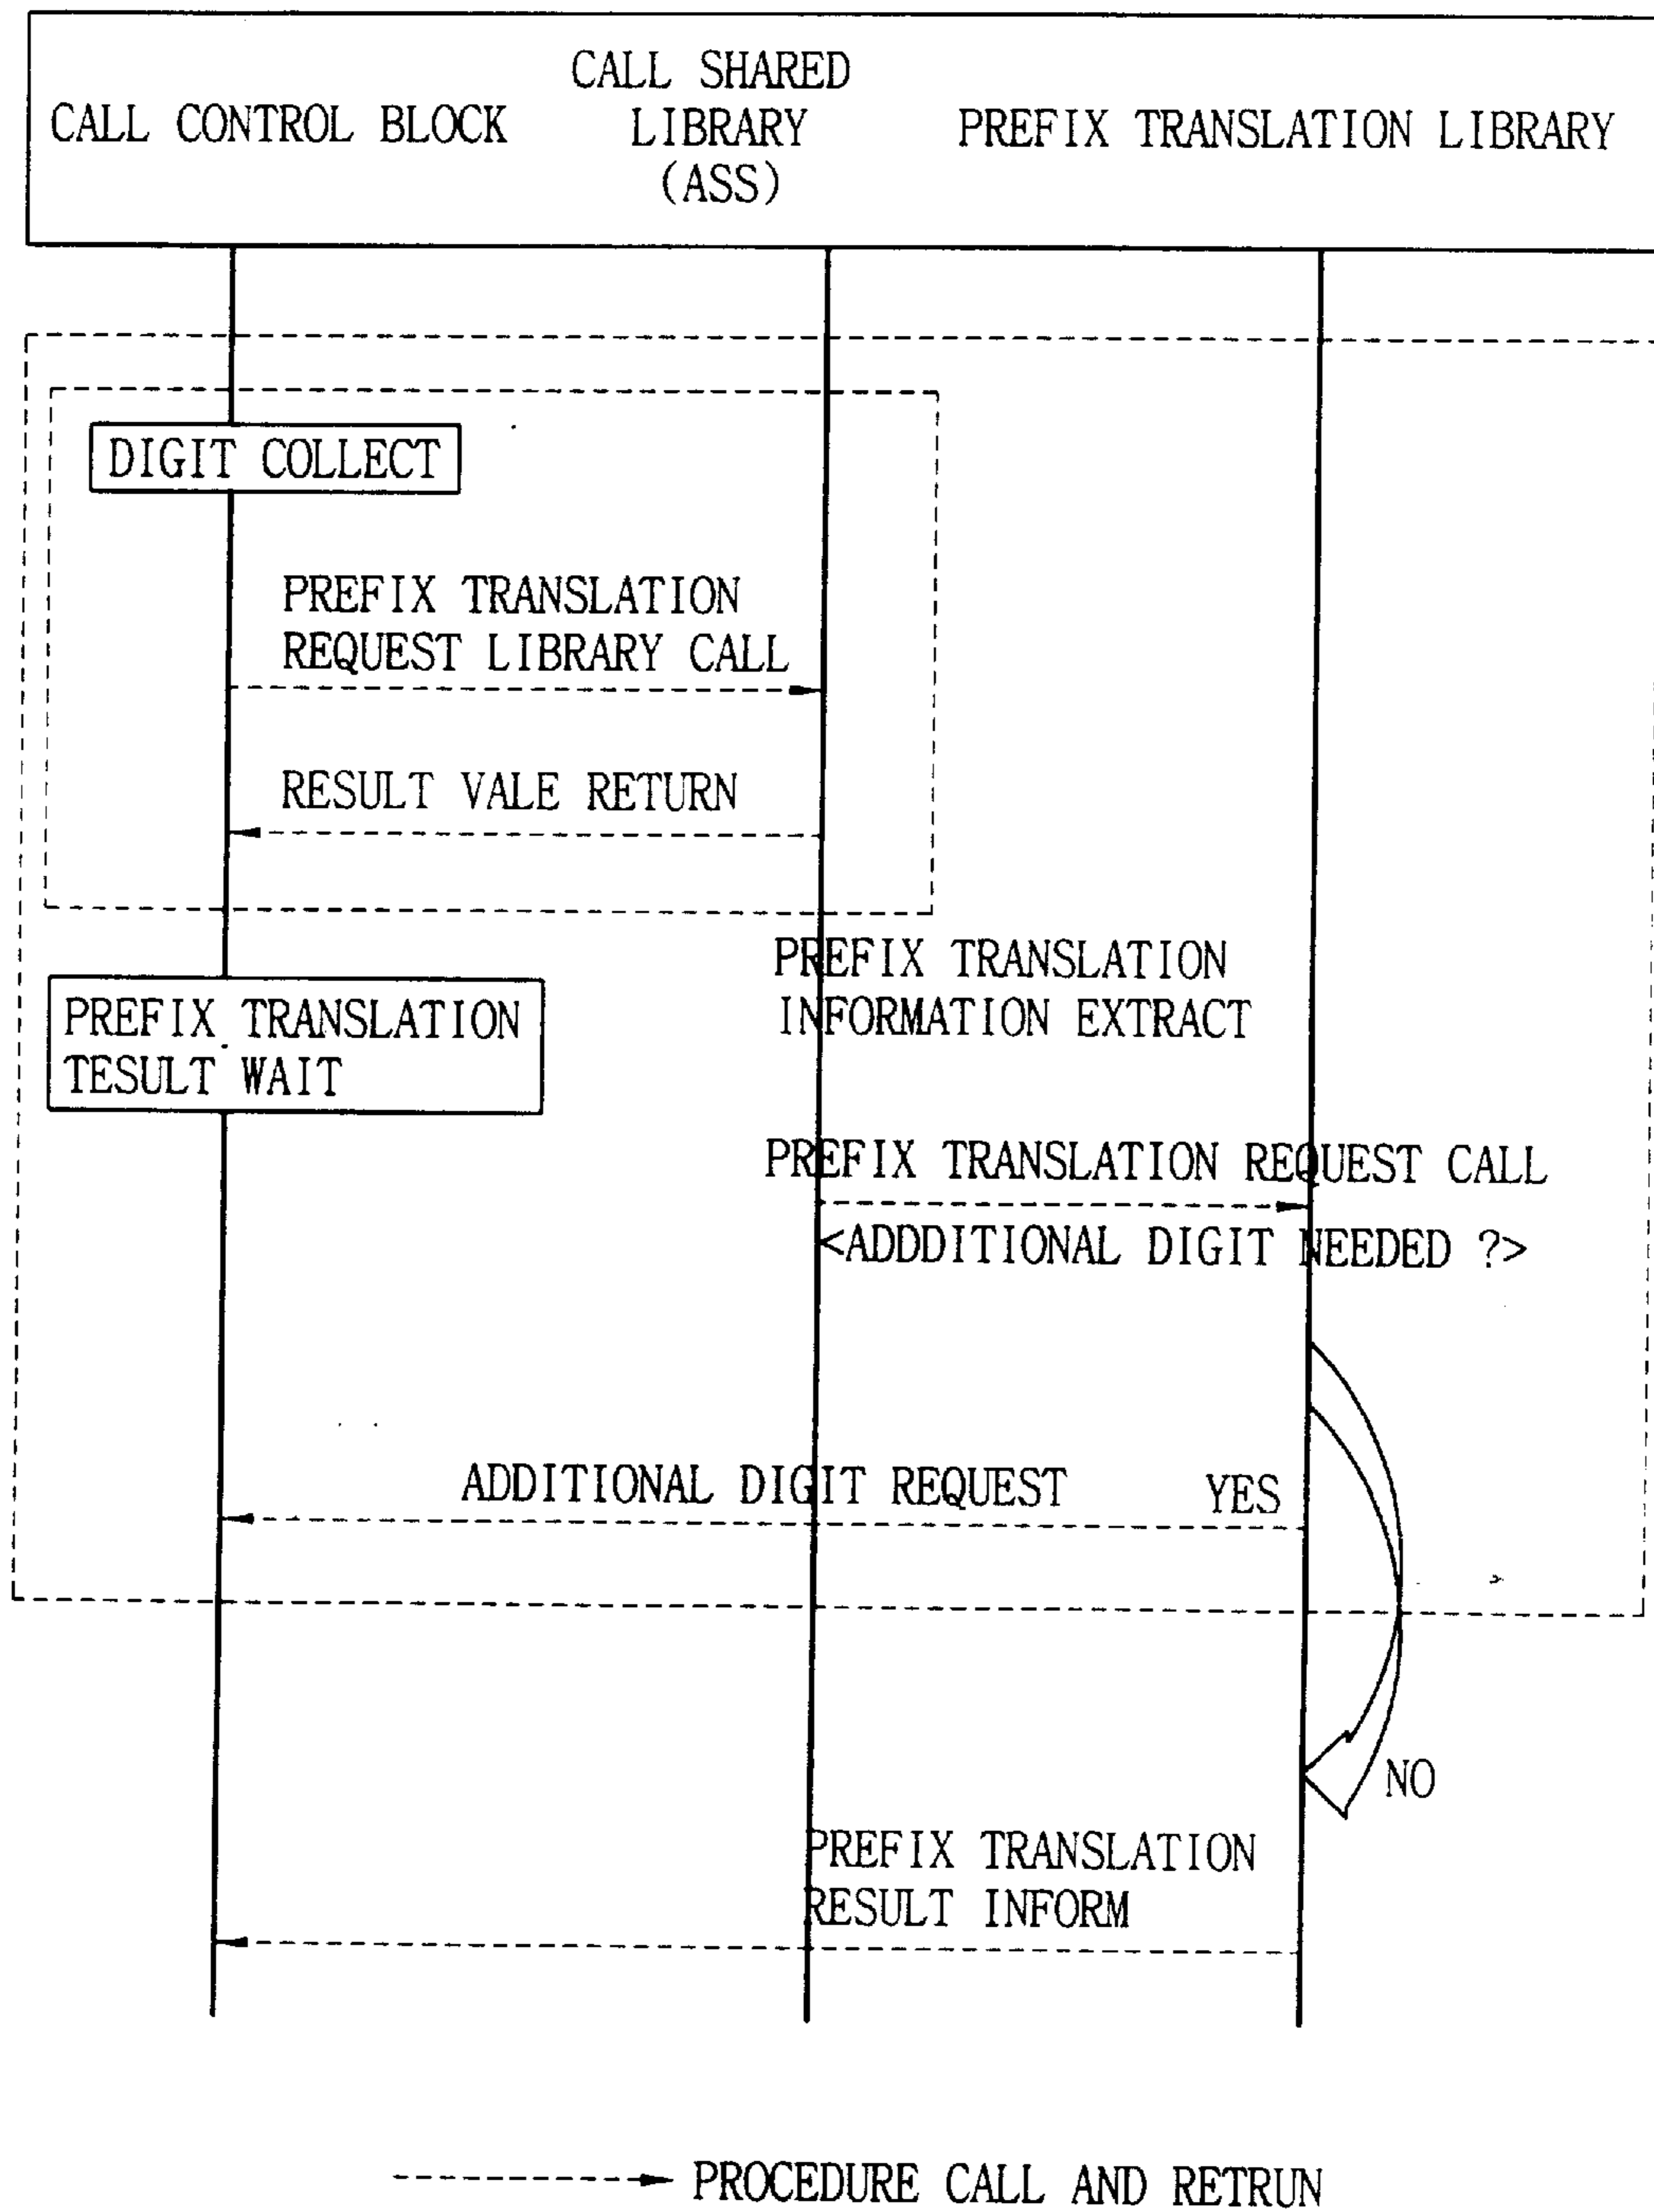 CALL CONTROL BLOCK
CALL SHARED
LIBRARY
(ASS)
PREFIX TRANSLATION LIBRARY
DIGIT COLLECT
PREFIX TRANSLATION
REQUEST LIBRARY CALL
RESULT VALE RETURN
PREFIX TRANSLATION
INFORMATION EXTRACT
PREFIX TRANSLATION
TESULT WAIT
PREFIX TRANSLATION REQUEST CALL
<ADDDITIONAL DIGIT NEEDED ?>
ADDITIONAL DIGIT REQUEST
YES
NO
PREFIX TRANSLATION
RESULT INFORM
PROCEDURE CALL AND RETRUN